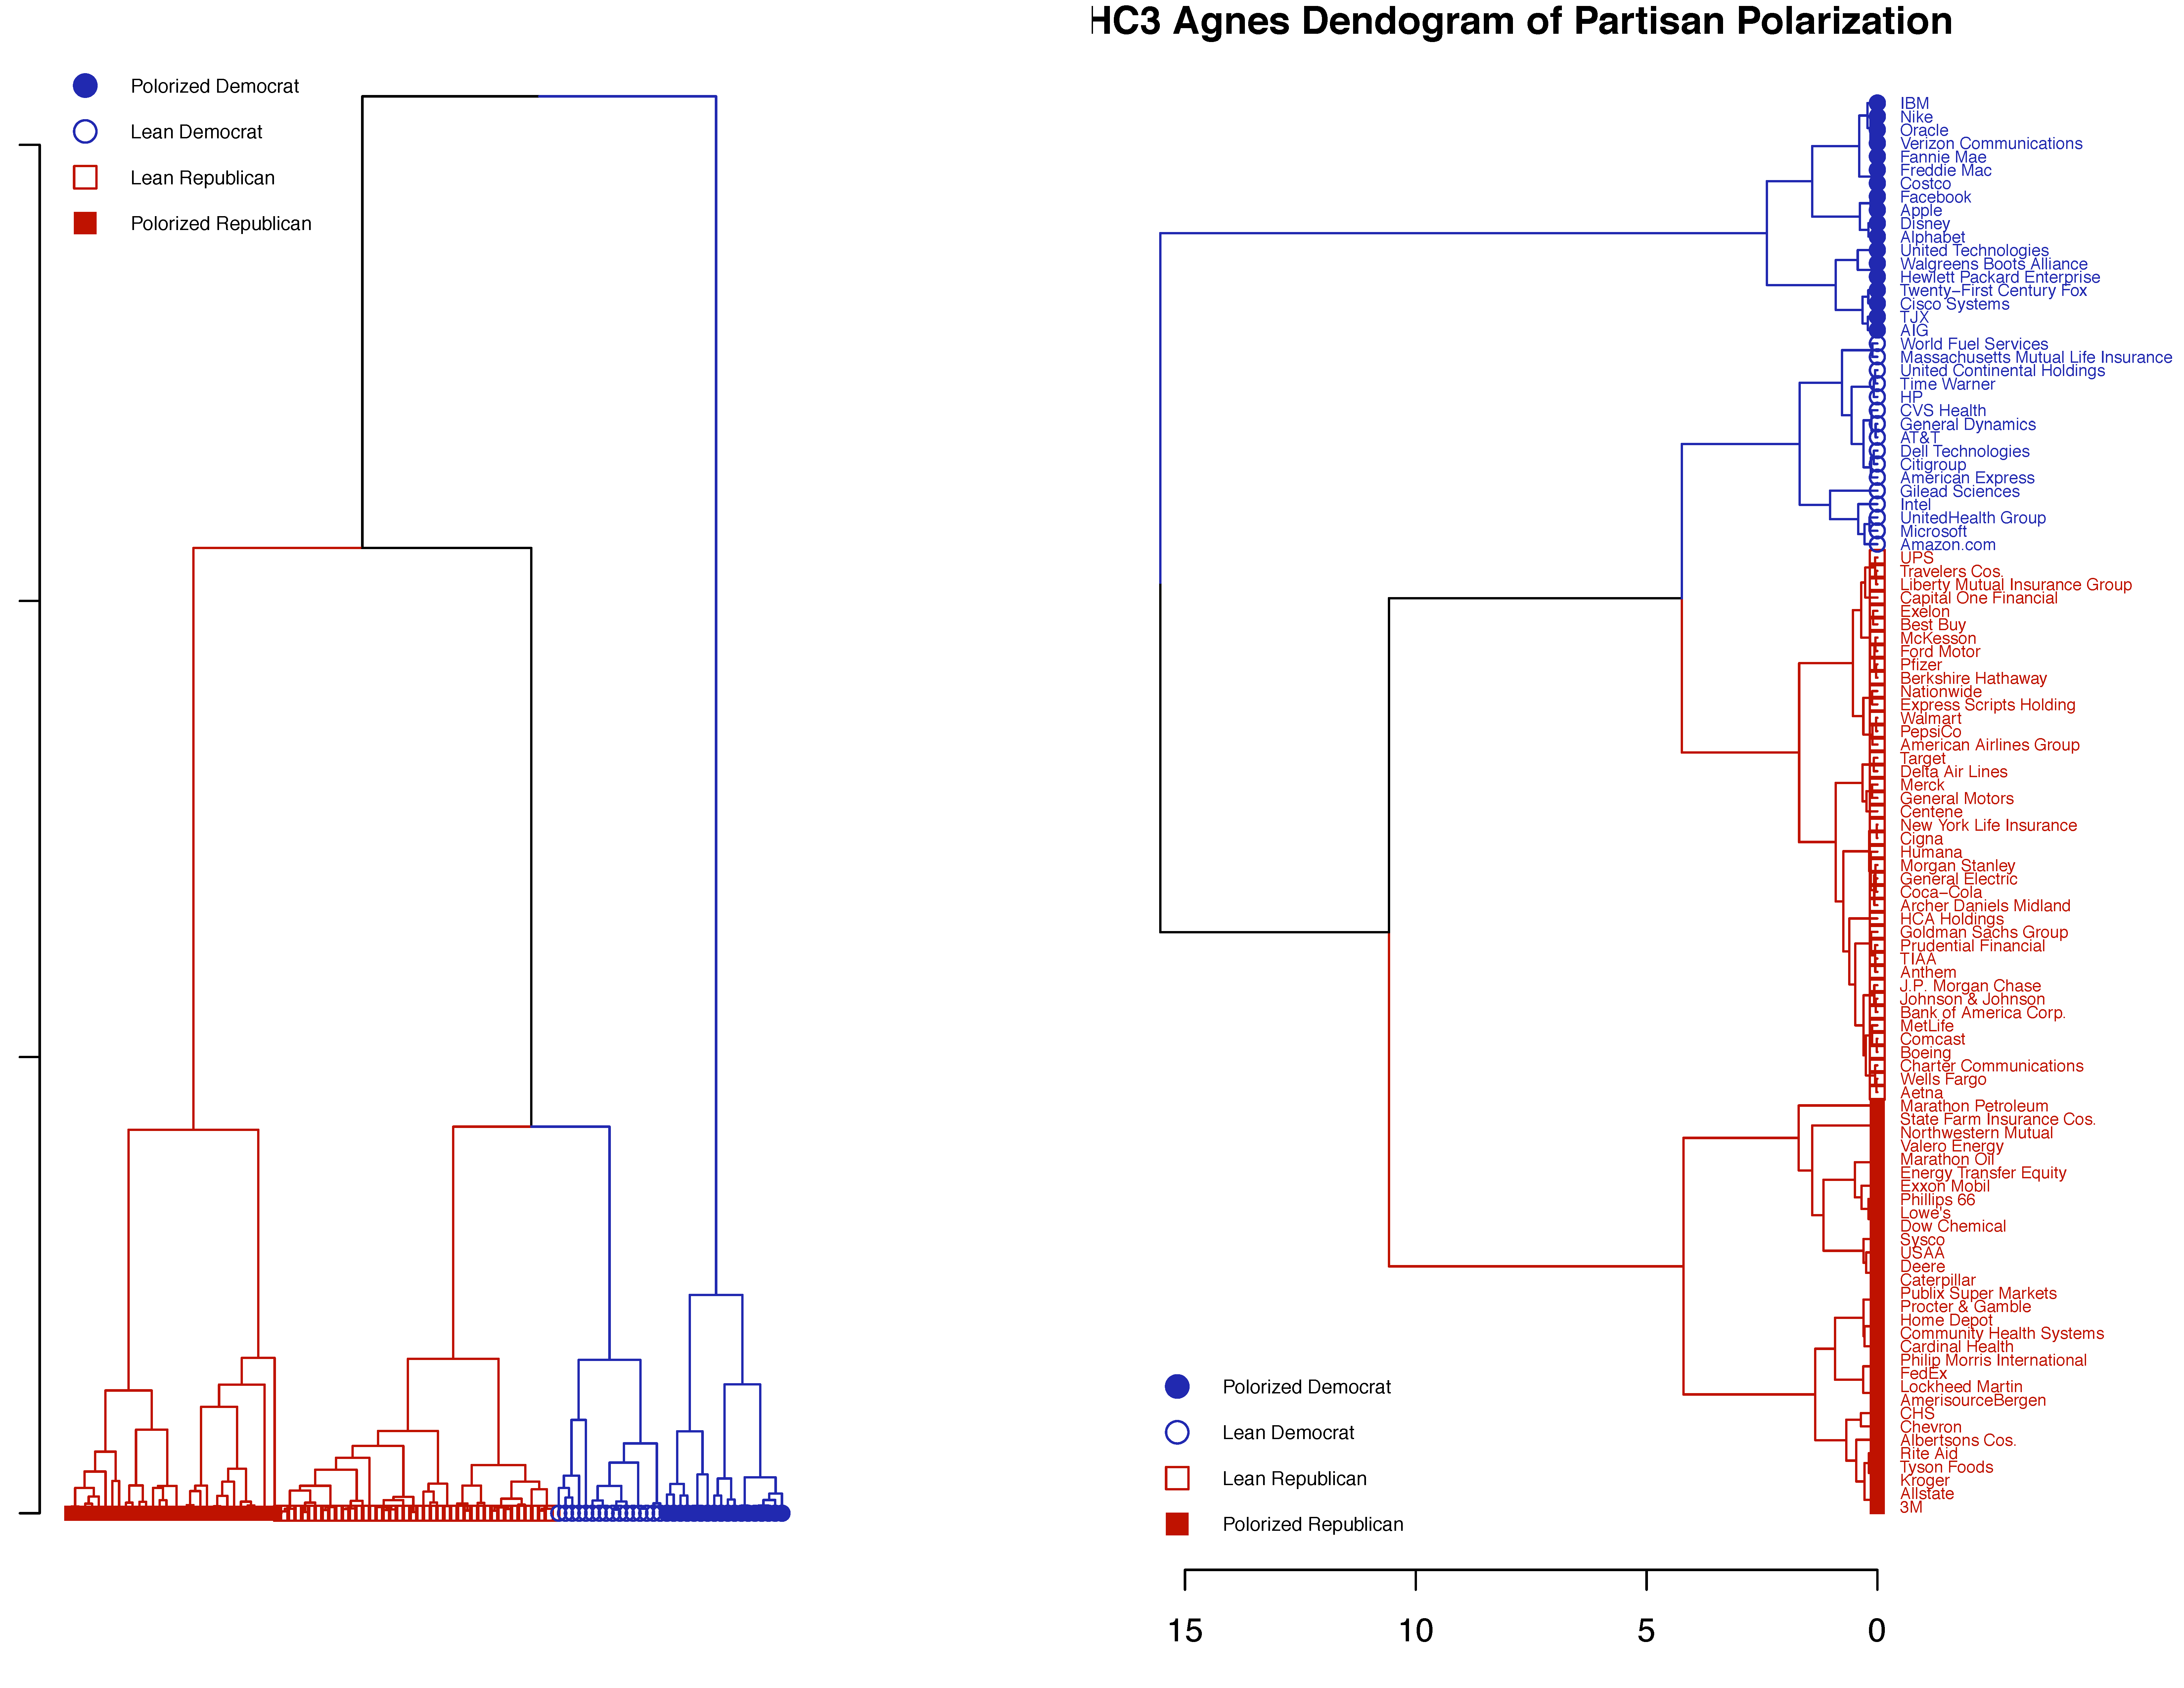 HC3 Agnes Dendogram of Partisan Polarization
Polorized Democrat
Lean Democrat
Lean Republican
Polorized Republican
IBM
Nike
Oracle
Verizon Communications
Fannie Mae
Freddie Mac
Costco
Facebook
Apple
Disney
Alphabet
United Technologies
Walgreens Boots Alliance
Hewlett Packard Enterprise
Twenty−First Century Fox
Cisco Systems
TJX
AIG
World Fuel Services
Massachusetts Mutual Life Insurance
United Continental Holdings
Time Warner
HP
CVS Health
General Dynamics
AT&T
Dell Technologies
Citigroup
American Express
Gilead Sciences
Intel
UnitedHealth Group
Microsoft
Amazon.com
UPS
Travelers Cos.
Liberty Mutual Insurance Group
Capital One Financial
Exelon
Best Buy
McKesson
Ford Motor
Pfizer
Berkshire Hathaway
Nationwide
Express Scripts Holding
Walmart
PepsiCo
American Airlines Group
Target
Delta Air Lines
Merck
General Motors
Centene
New York Life Insurance
Cigna
Humana
Morgan Stanley
General Electric
Coca−Cola
Archer Daniels Midland
HCA Holdings
Goldman Sachs Group
Prudential Financial
TIAA
Anthem
J.P. Morgan Chase
Johnson & Johnson
Bank of America Corp.
MetLife
Comcast
Boeing
Charter Communications
Wells Fargo
Aetna
Marathon Petroleum
State Farm Insurance Cos.
Northwestern Mutual
Valero Energy
Marathon Oil
Energy Transfer Equity
Exxon Mobil
Phillips 66
Lowe's
Dow Chemical
Sysco
USAA
Deere
Caterpillar
Publix Super Markets
Procter & Gamble
Home Depot
Community Health Systems
Cardinal Health
Philip Morris International
FedEx
Lockheed Martin
AmerisourceBergen
CHS
Chevron
Albertsons Cos.
Rite Aid
Tyson Foods
Kroger
Allstate
3M
Polorized Democrat
Lean Democrat
Lean Republican
Polorized Republican
15 10 5 0